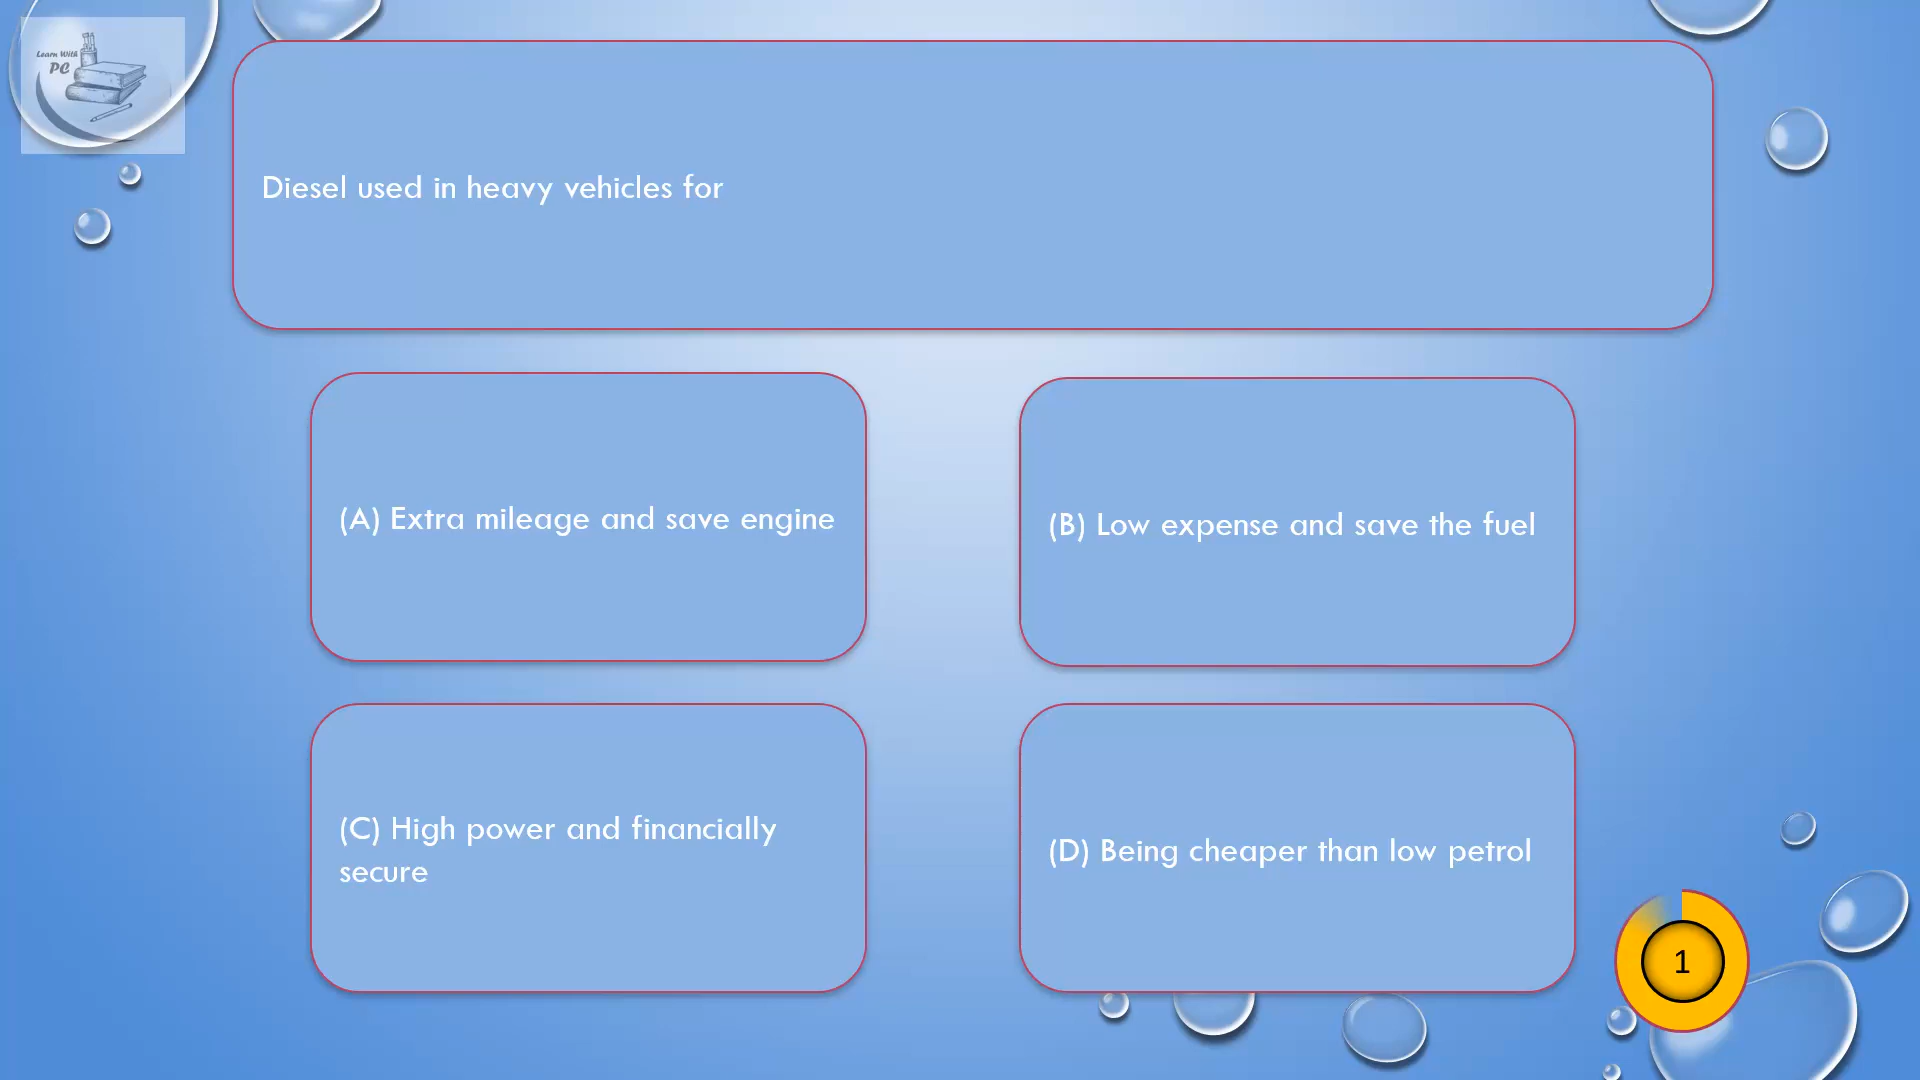 Learn With
PC
Diesel used in heavy vehicles for
(A) Extra mileage and save engine
(B) Low expense and save the fuel
(C) High power and financially
secure
(D) Being cheaper than low petrol
1